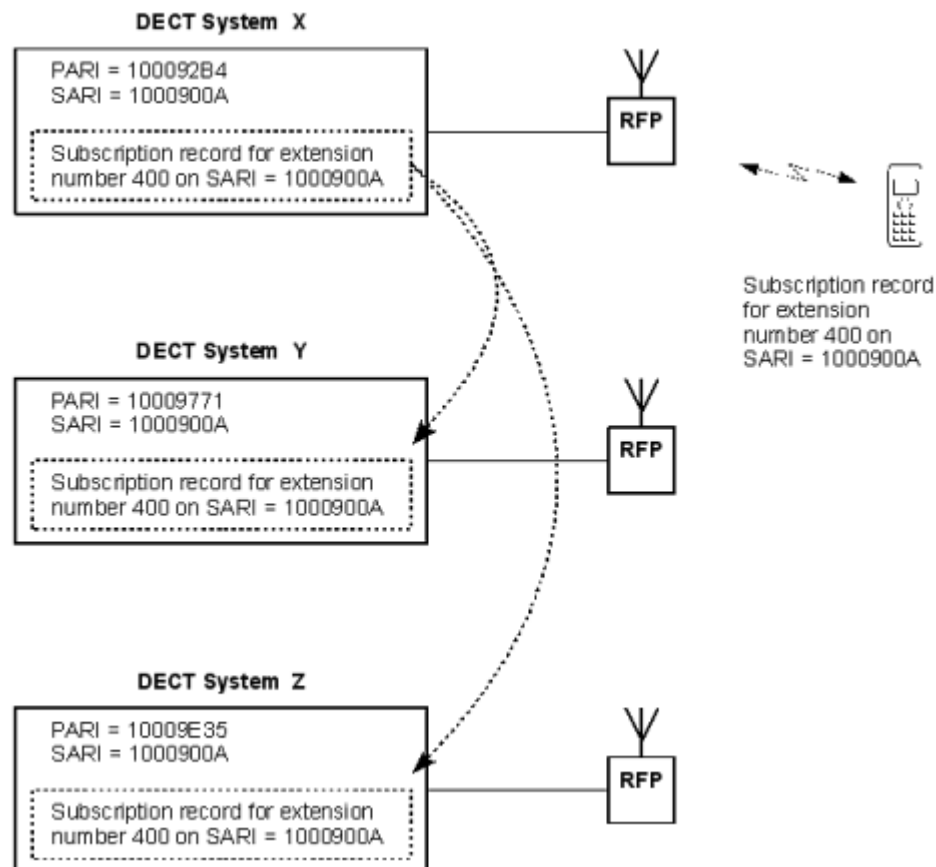 DECT System X
PARI = 100092B4
SARI = 1000900A
Subscription record for extension
number 400 on SARI = 1000900A
RFP
Subscription record
for extension
number 400 on
SARI = 1000900A
DECT System Y
PARI = 10009771
SARI = 1000900A
Subscription record for extension
number 400 on SARI = 1000900A
RFP
DECT System Z
PARI = 10009E35
SARI = 1000900A
Subscription record for extension
number 400 on SARI = 1000900A
RFP